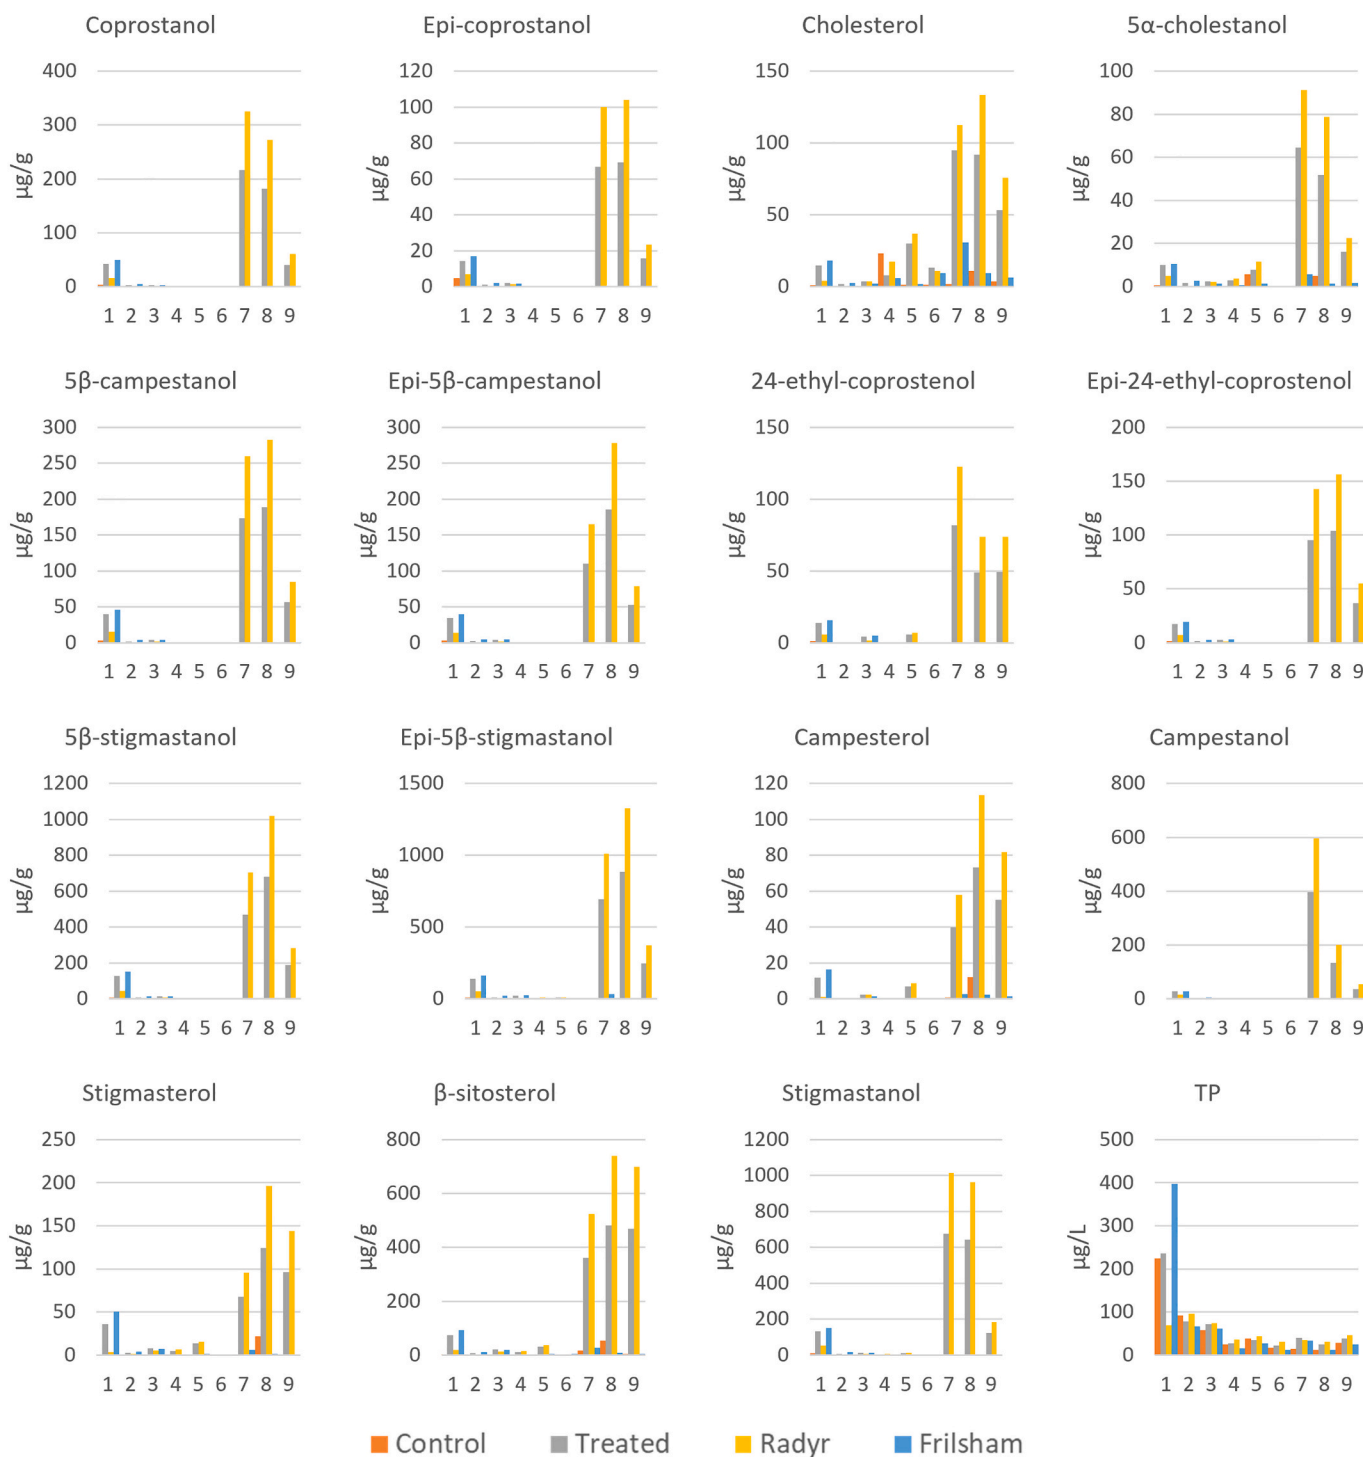 Coprostanol Epi-coprostanol Cholesterol 5α-cholestanol
400 120 150 100
300 100 80
80 100 60
200 60 40
100 40 50 20
20
0 0 0 0
µg/g µg/g µg/g µg/g
1 2 3 4 5 6 7 8 9 1 2 3 4 5 6 7 8 9 1 2 3 4 5 6 7 8 9 1 2 3 4 5 6 7 8 9
5β-campestanol Epi-5β-campestanol 24-ethyl-coprostenol Epi-24-ethyl-coprostenol
300 300 150 200
250 250 150
200 200 100
150 150 100
100 100 50
50 50 50
0 0 0 0
µg/g µg/g µg/g µg/g
1 2 3 4 5 6 7 8 9 1 2 3 4 5 6 7 8 9 1 2 3 4 5 6 7 8 9 1 2 3 4 5 6 7 8 9
5β-stigmastanol Epi-5β-stigmastanol Campesterol Campestanol
1200 1500 120 800
1000 100 600
800 1000 80
600 60 400
400 500 40 200
200 20
0 0 0 0
µg/g µg/g µg/g µg/g
1 2 3 4 5 6 7 8 9 1 2 3 4 5 6 7 8 9 1 2 3 4 5 6 7 8 9 1 2 3 4 5 6 7 8 9
Stigmasterol β-sitosterol Stigmastanol TP
250 800 1200 500
200 600 1000 400
150 800 300
100 400 600 200
50 200 400 100
200
0 0 0 0
µg/g µg/g µg/g µg/L
1 2 3 4 5 6 7 8 9 1 2 3 4 5 6 7 8 9 1 2 3 4 5 6 7 8 9 1 2 3 4 5 6 7 8 9
Control Treated Radyr Frilsham